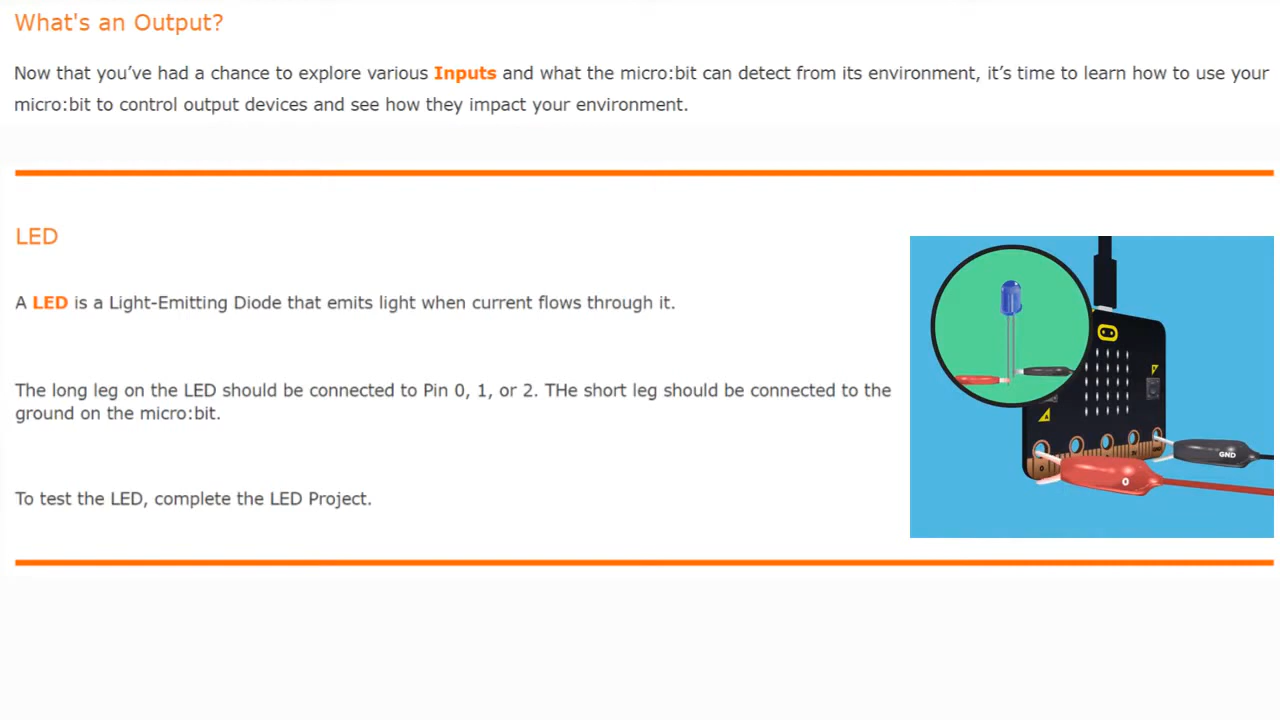 What's an Output?
Now that you’ve had a chance to explore various Inputs and what the micro:bit can detect from its environment, it’s time to learn how to use your
micro:bit to control output devices and see how they impact your environment.
LED
A LED is a Light-Emitting Diode that emits light when current flows through it.
The long leg on the LED should be connected to Pin 0, 1, or 2. THe short leg should be connected to the
ground on the micro:bit.
To test the LED, complete the LED Project.
GND
0
0